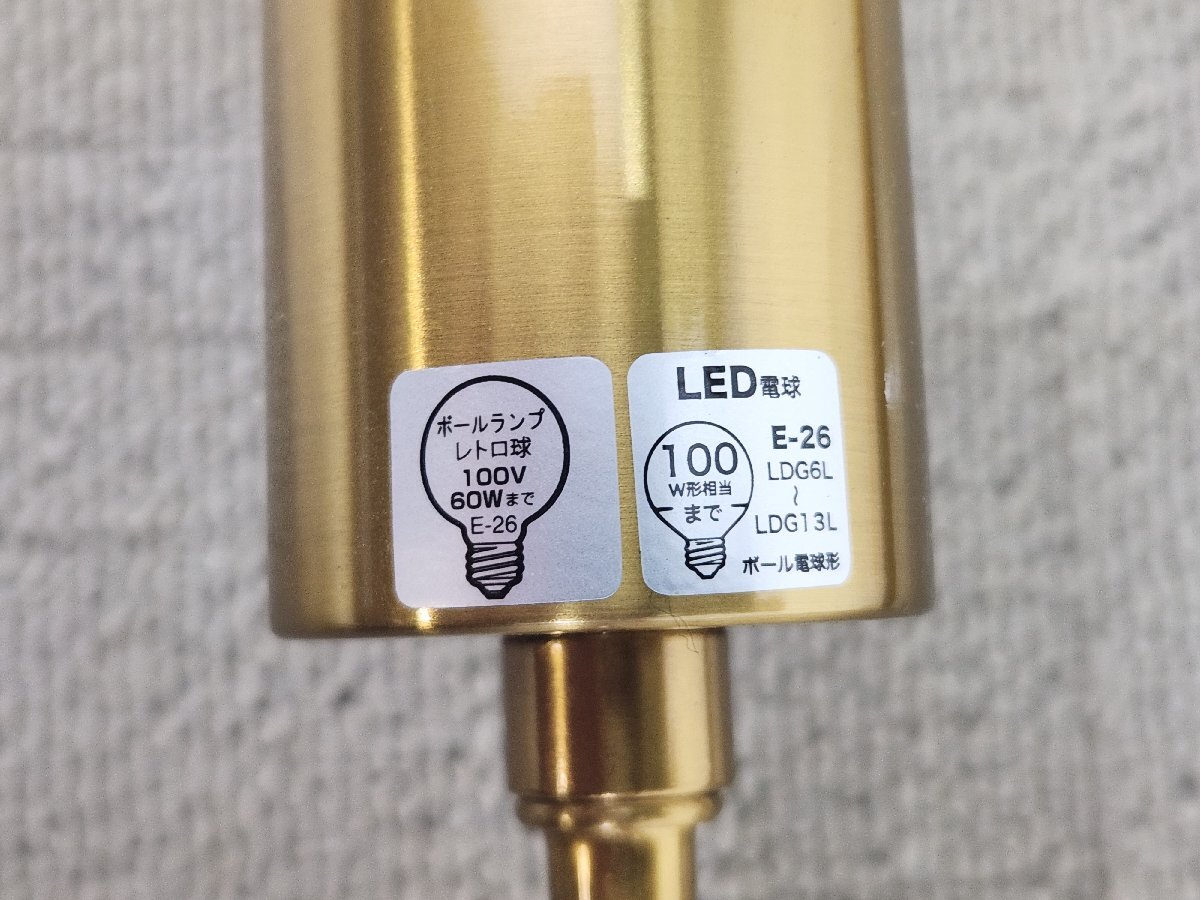 ボールランプ
レトロ球
100V
60Wまで
E-26
LED電球
100
W形相当
まで
E-26
LDG6L
~
LDG13L
ボール電球形